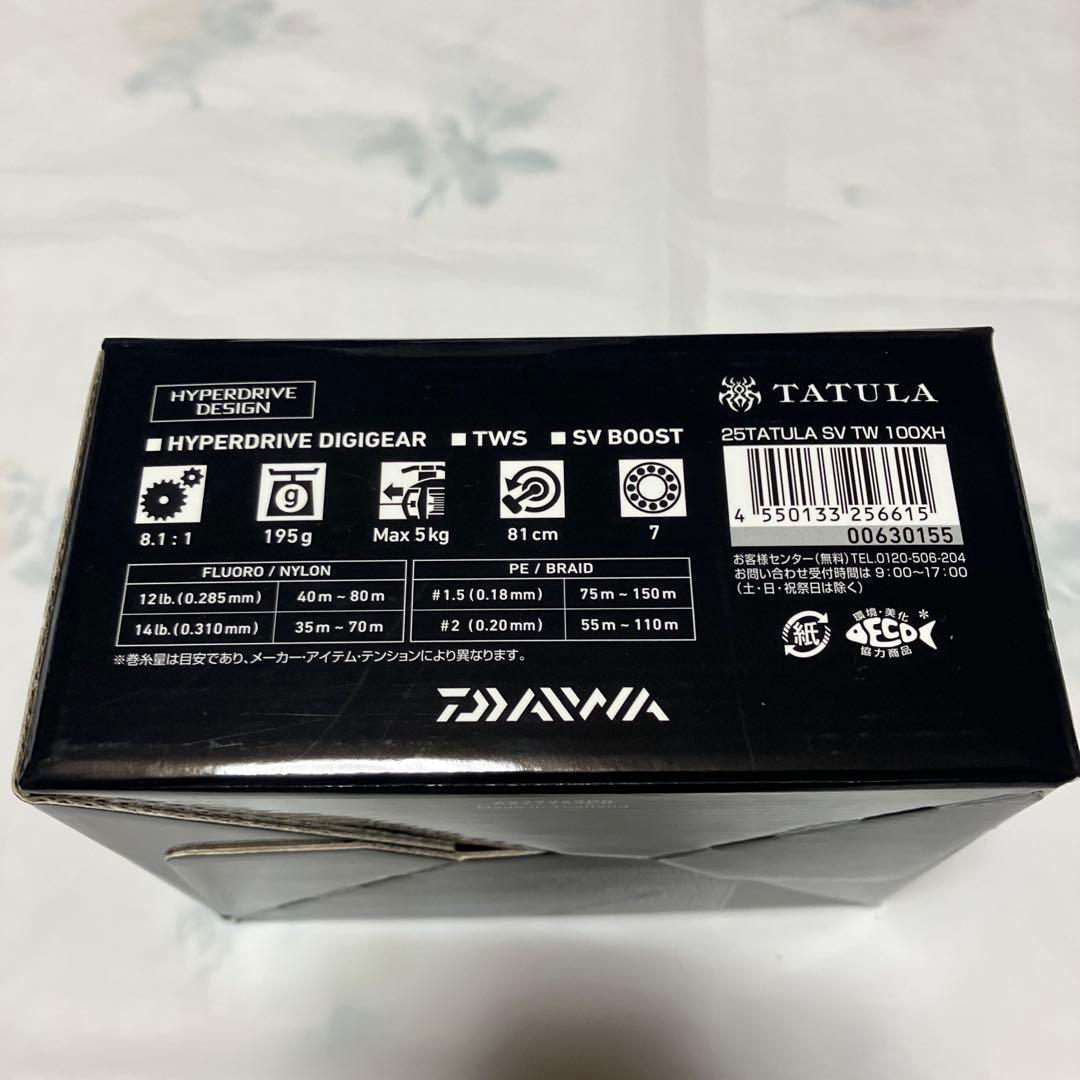 HYPERDRIVE
DESIGN
■ HYPERDRIVE DIGIGEAR ■ TWS ■ SV BOOST
g
8.1 : 1 195g Max 5kg 81cm 7
FLUORO / NYLON
12lb.(0.285mm) 40m ~ 80m
14lb.(0.310mm) 35m ~ 70m
PE / BRAID
#1.5 (0.18mm) 75m ~ 150m
#2 (0.20mm) 55m ~ 110m
※巻糸量は目安であり、メーカー・アイテム・テンションにより異なります。
DAIWA
TATULA
25TATULA SV TW 100XH
4 550133 256615
00630155
お客様センター(無料)TEL.0120-506-204
お問い合わせ受付時間は 9:00~17:00
(土・日・祝祭日は除く)
紙
環境・美化*
DECO
協力商品
Made in Thailand